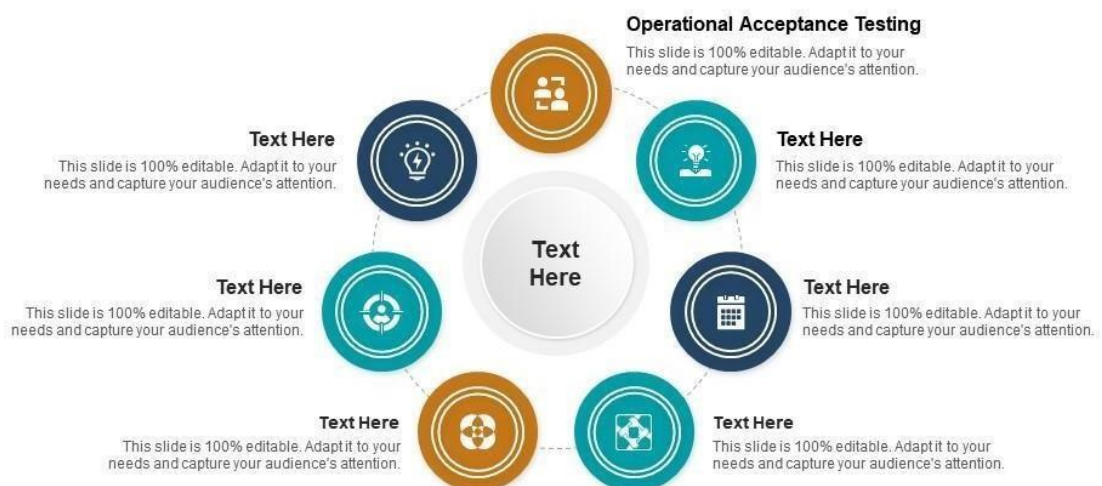 Operational Acceptance Testing
This slide is 100% editable. Adapt it to your
needs and capture your audience's attention.
Text Here
This slide is 100% editable. Adapt it to your
needs and capture your audience's attention.
Text Here
This slide is 100% editable. Adapt it to your
needs and capture your audience's attention.
Text
Here
Text Here
This slide is 100% editable. Adapt it to your
needs and capture your audience's attention.
Text Here
This slide is 100% editable. Adapt it to your
needs and capture your audience's attention.
Text Here
This slide is 100% editable. Adapt it to your
needs and capture your audience's attention.
Text Here
This slide is 100% editable. Adapt it to your
needs and capture your audience's attention.